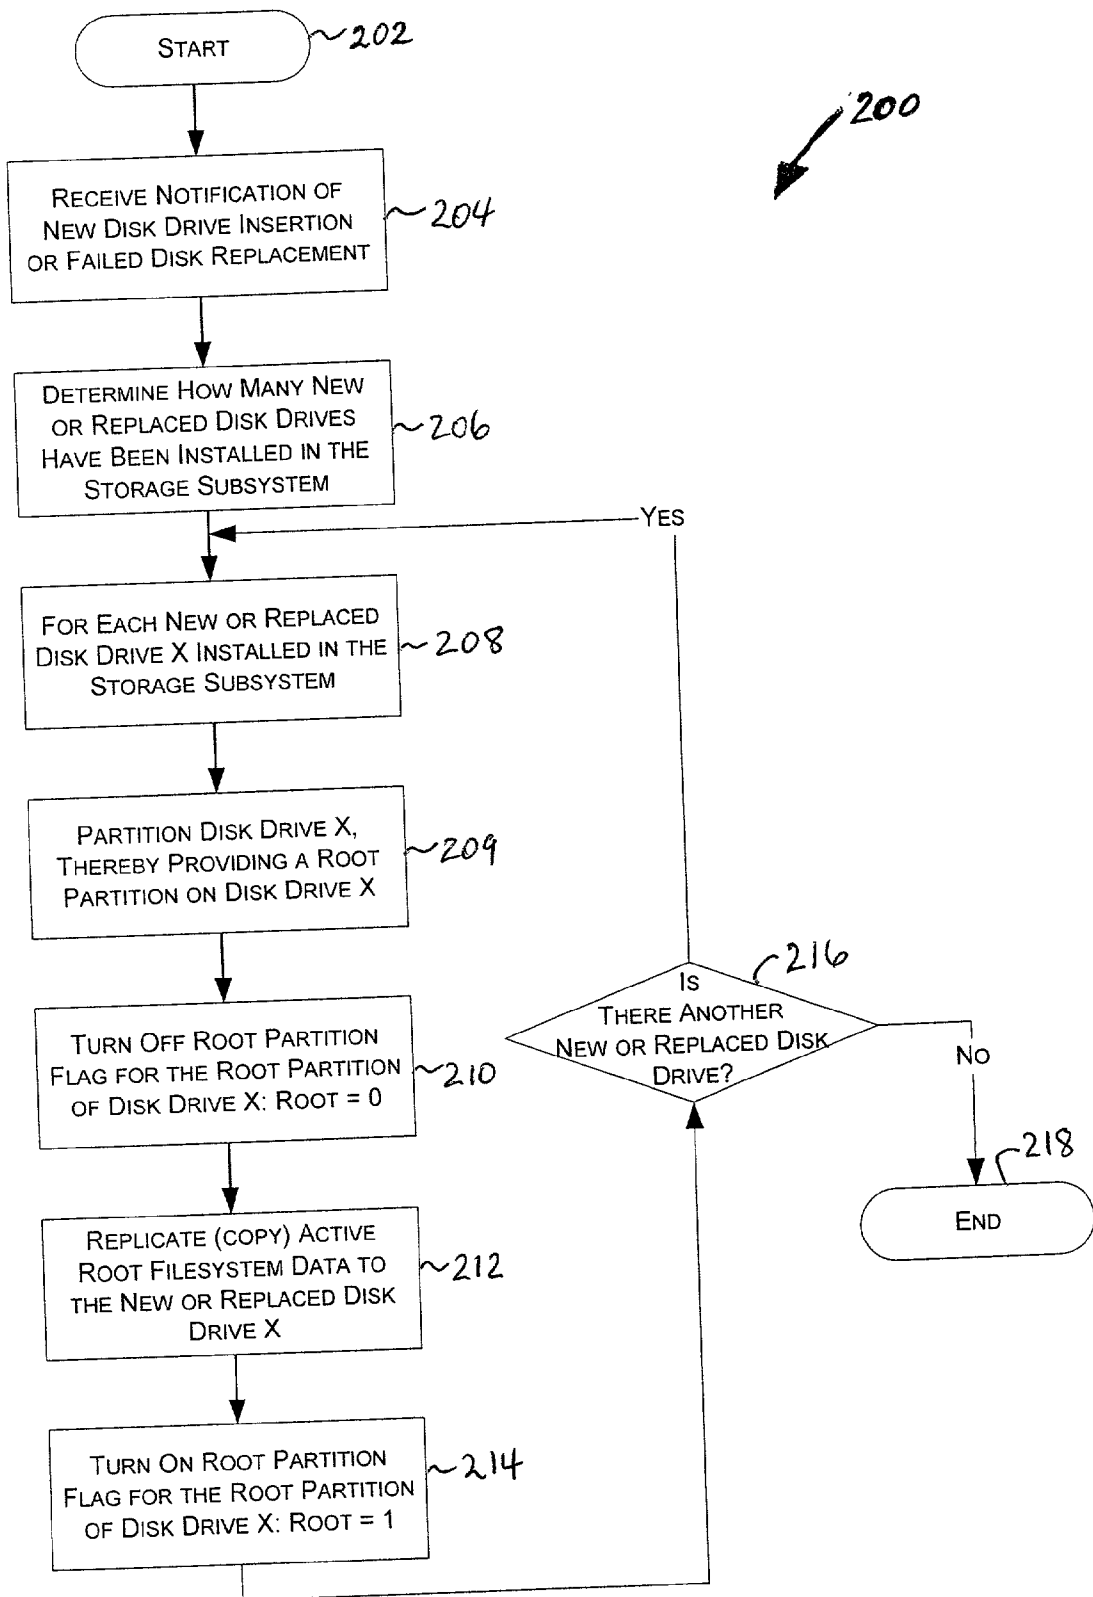 START
202
200
RECEIVE NOTIFICATION OF
NEW DISK DRIVE INSERTION
OR FAILED DISK REPLACEMENT
204
DETERMINE HOW MANY NEW
OR REPLACED DISK DRIVES
HAVE BEEN INSTALLED IN THE
STORAGE SUBSYSTEM
206
YES
FOR EACH NEW OR REPLACED
DISK DRIVE X INSTALLED IN THE
STORAGE SUBSYSTEM
208
PARTITION DISK DRIVE X,
THEREBY PROVIDING A ROOT
PARTITION ON DISK DRIVE X
209
TURN OFF ROOT PARTITION
FLAG FOR THE ROOT PARTITION
OF DISK DRIVE X: ROOT = 0
210
REPLICATE (COPY) ACTIVE
ROOT FILESYSTEM DATA TO
THE NEW OR REPLACED DISK
DRIVE X
212
TURN ON ROOT PARTITION
FLAG FOR THE ROOT PARTITION
OF DISK DRIVE X: ROOT = 1
214
IS
THERE ANOTHER
NEW OR REPLACED DISK
DRIVE?
216
NO
218
END